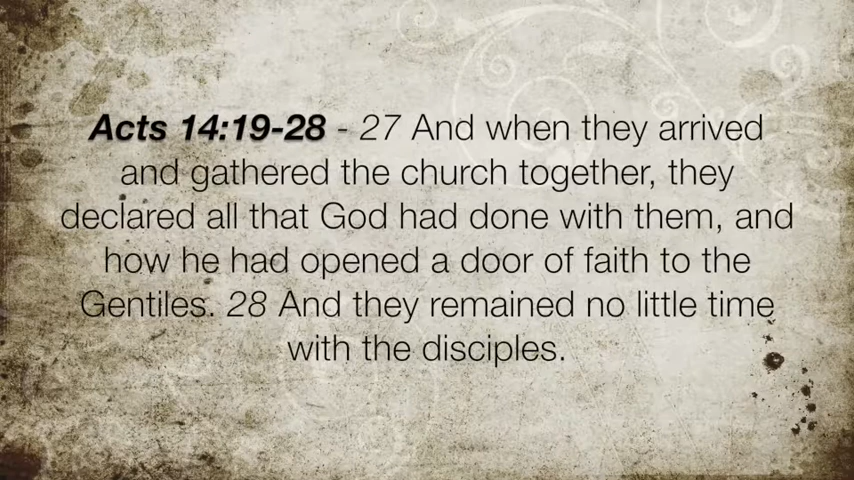 Acts 14:19-28 - 27 And when they arrived
and gathered the church together, they
declared all that God had done with them, and
how he had opened a door of faith to the
Gentiles. 28 And they remained no little time
with the disciples.